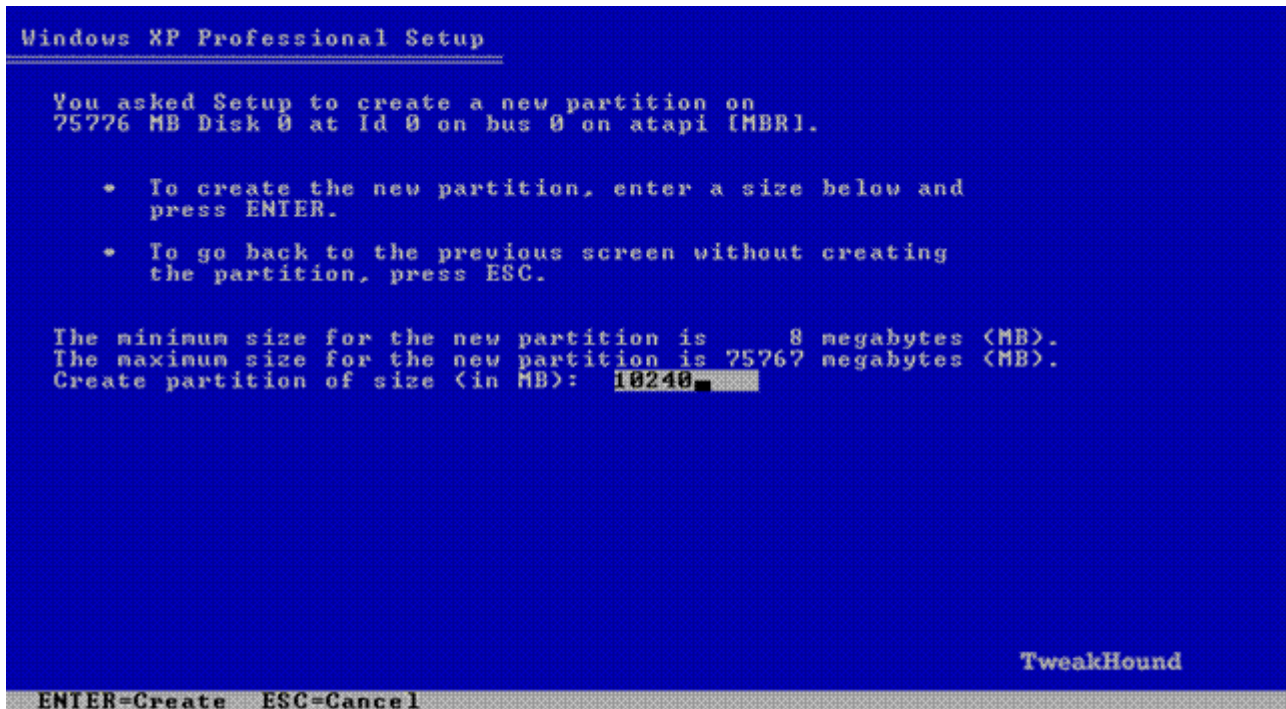 Windows XP Professional Setup
You asked Setup to create a new partition on
75776 MB Disk 0 at Id 0 on bus 0 on atapi [MBR].
• To create the new partition, enter a size below and
press ENTER.
• To go back to the previous screen without creating
the partition, press ESC.
The minimum size for the new partition is 8 megabytes (MB).
The maximum size for the new partition is 75767 megabytes (MB).
Create partition of size (in MB): 10240
TweakHound
ENTER=Create ESC=Cancel